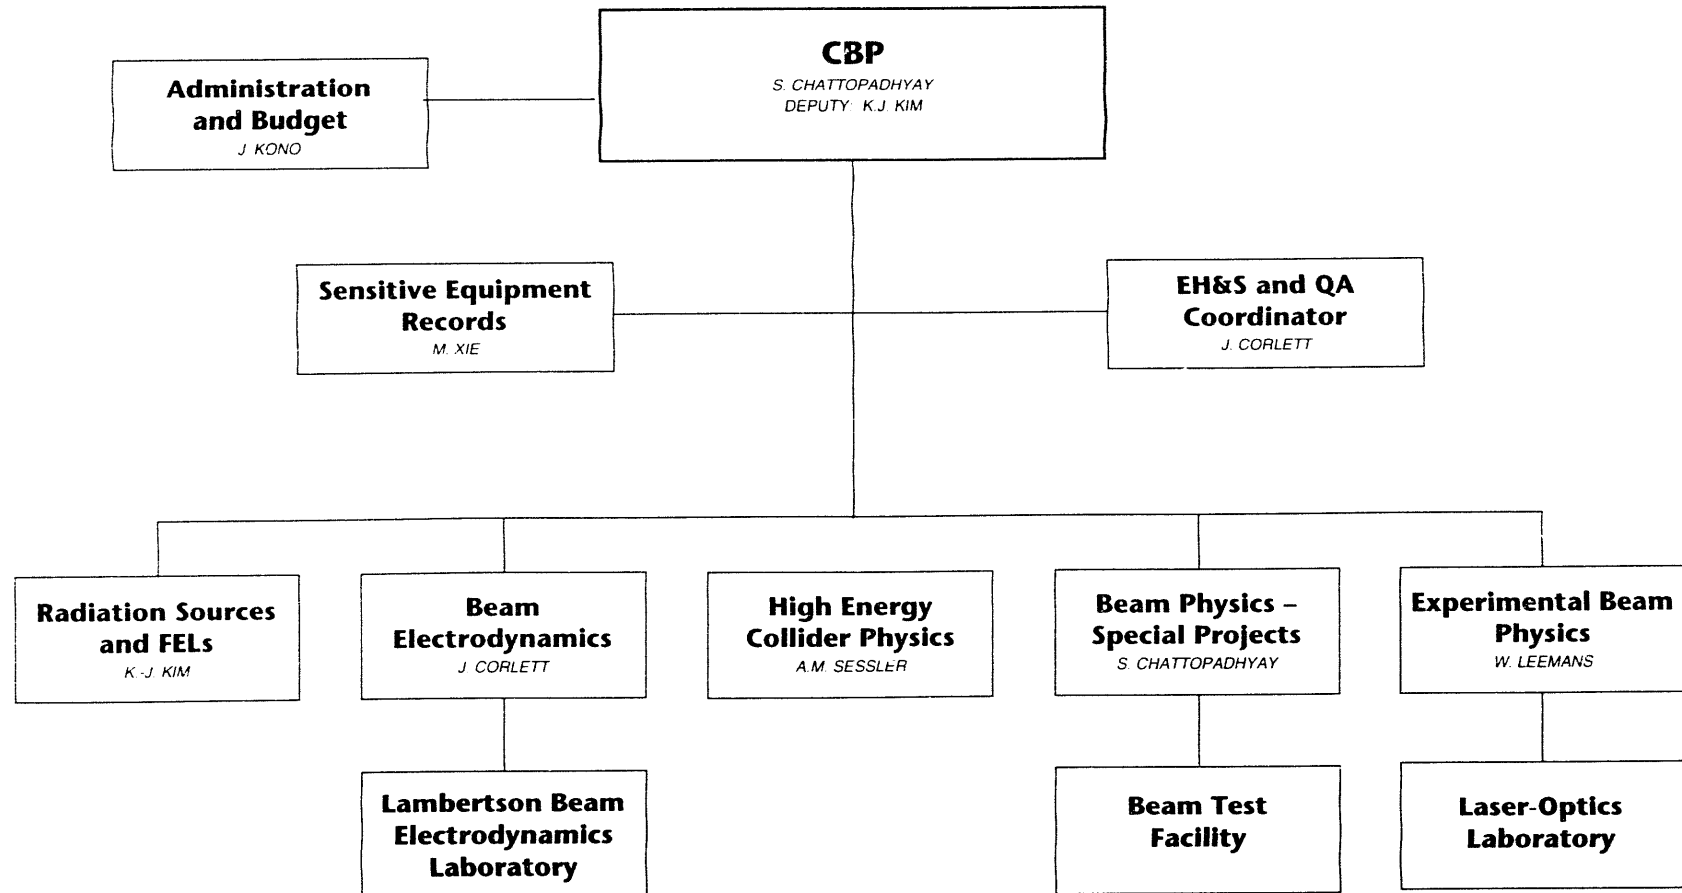 CBP
S. CHATTOPADHYAY
DEPUTY: K.J. KIM
Administration
and Budget
J. KONO
Sensitive Equipment
Records
M. XIE
EH&S and QA
Coordinator
J. CORLETT
Radiation Sources
and FELs
K.-J. KIM
Beam
Electrodynamics
J. CORLETT
High Energy
Collider Physics
A.M. SESSLER
Beam Physics –
Special Projects
S. CHATTOPADHYAY
Experimental Beam
Physics
W. LEEMANS
Lambertson Beam
Electrodynamics
Laboratory
Beam Test
Facility
Laser-Optics
Laboratory